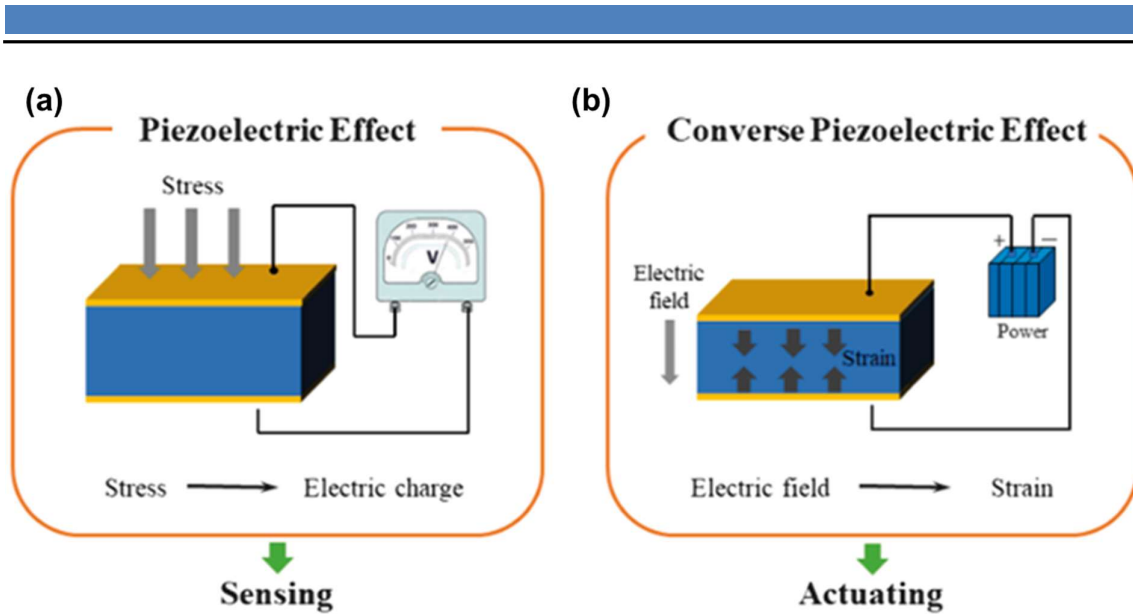 (a)
Piezoelectric Effect
Stress
V
Stress → Electric charge
Sensing
(b)
Converse Piezoelectric Effect
Electric
field
+ −
Power
Strain
Electric field → Strain
Actuating